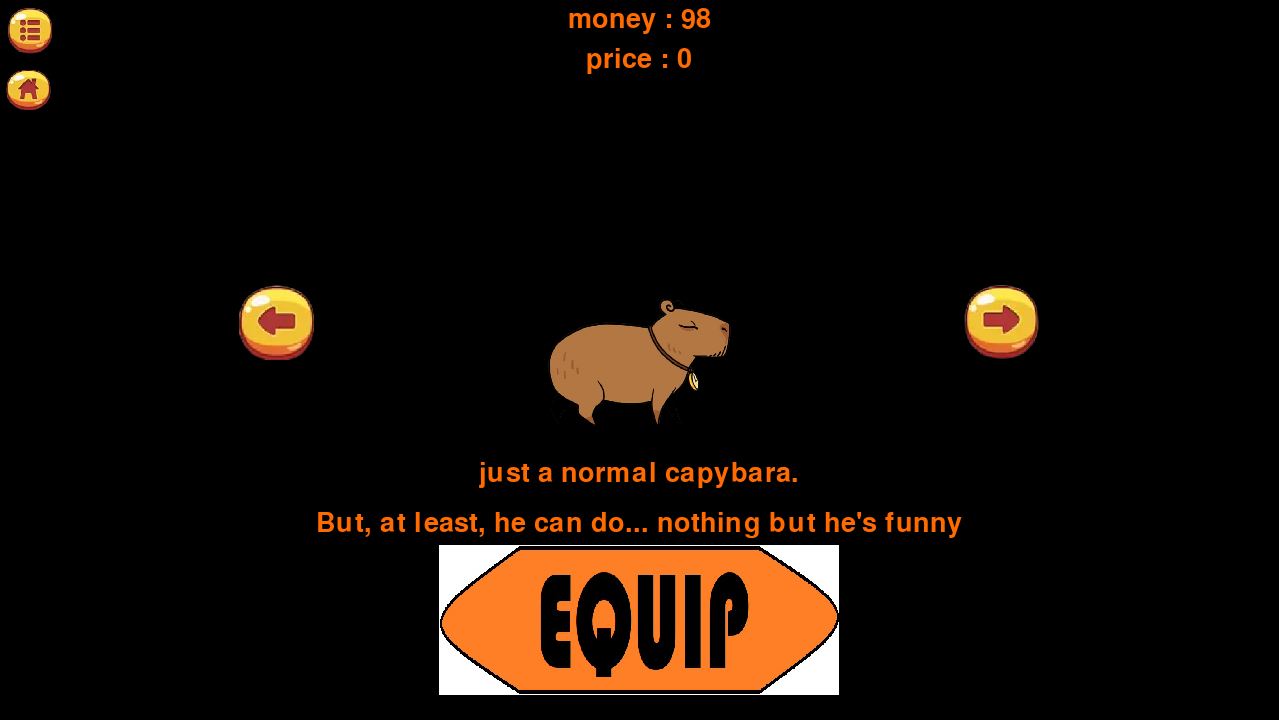 money : 98
price : 0
just a normal capybara.
But, at least, he can do... nothing but he's funny
EQUIP